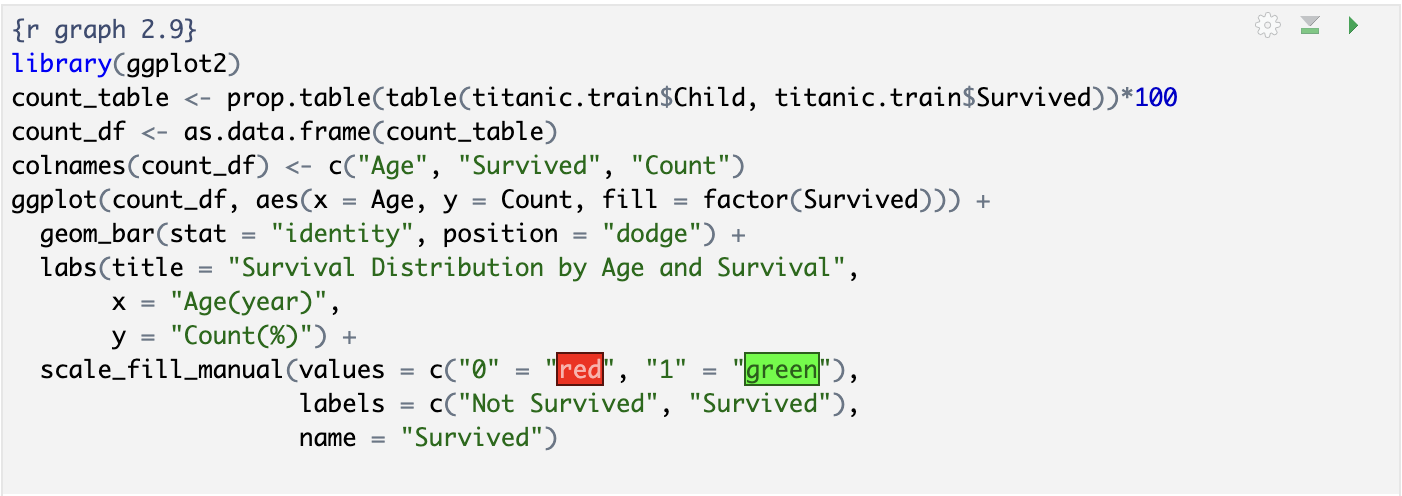 {r graph 2.9}
library(ggplot2)
count_table <- prop.table(table(titanic.train$Child, titanic.train$Survived))*100
count_df <- as.data.frame(count_table)
colnames(count_df) <- c("Age", "Survived", "Count")
ggplot(count_df, aes(x = Age, y = Count, fill = factor(Survived))) +
  geom_bar(stat = "identity", position = "dodge") +
  labs(title = "Survival Distribution by Age and Survival",
       x = "Age(year)",
       y = "Count(%)") +
  scale_fill_manual(values = c("0" = "red", "1" = "green"),
                    labels = c("Not Survived", "Survived"),
                    name = "Survived")